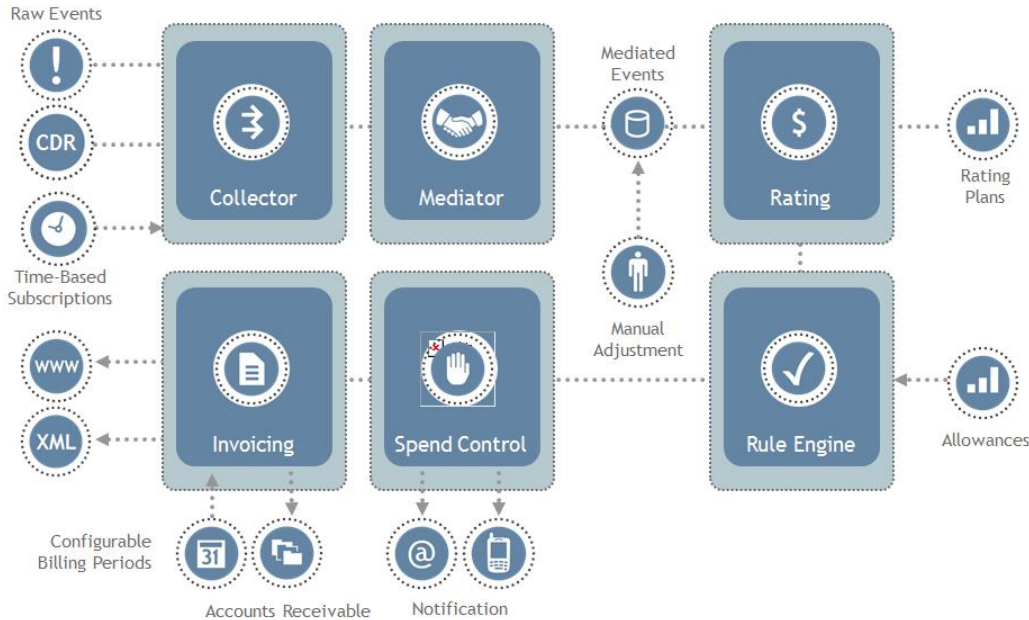 Raw Events
CDR
Time-Based
Subscriptions
Collector
Mediator
Mediated
Events
$
Rating
Rating
Plans
Manual
Adjustment
www
XML
Invoicing
Spend Control
Rule Engine
Allowances
Configurable
Billing Periods
31
Accounts Receivable
@
Notification